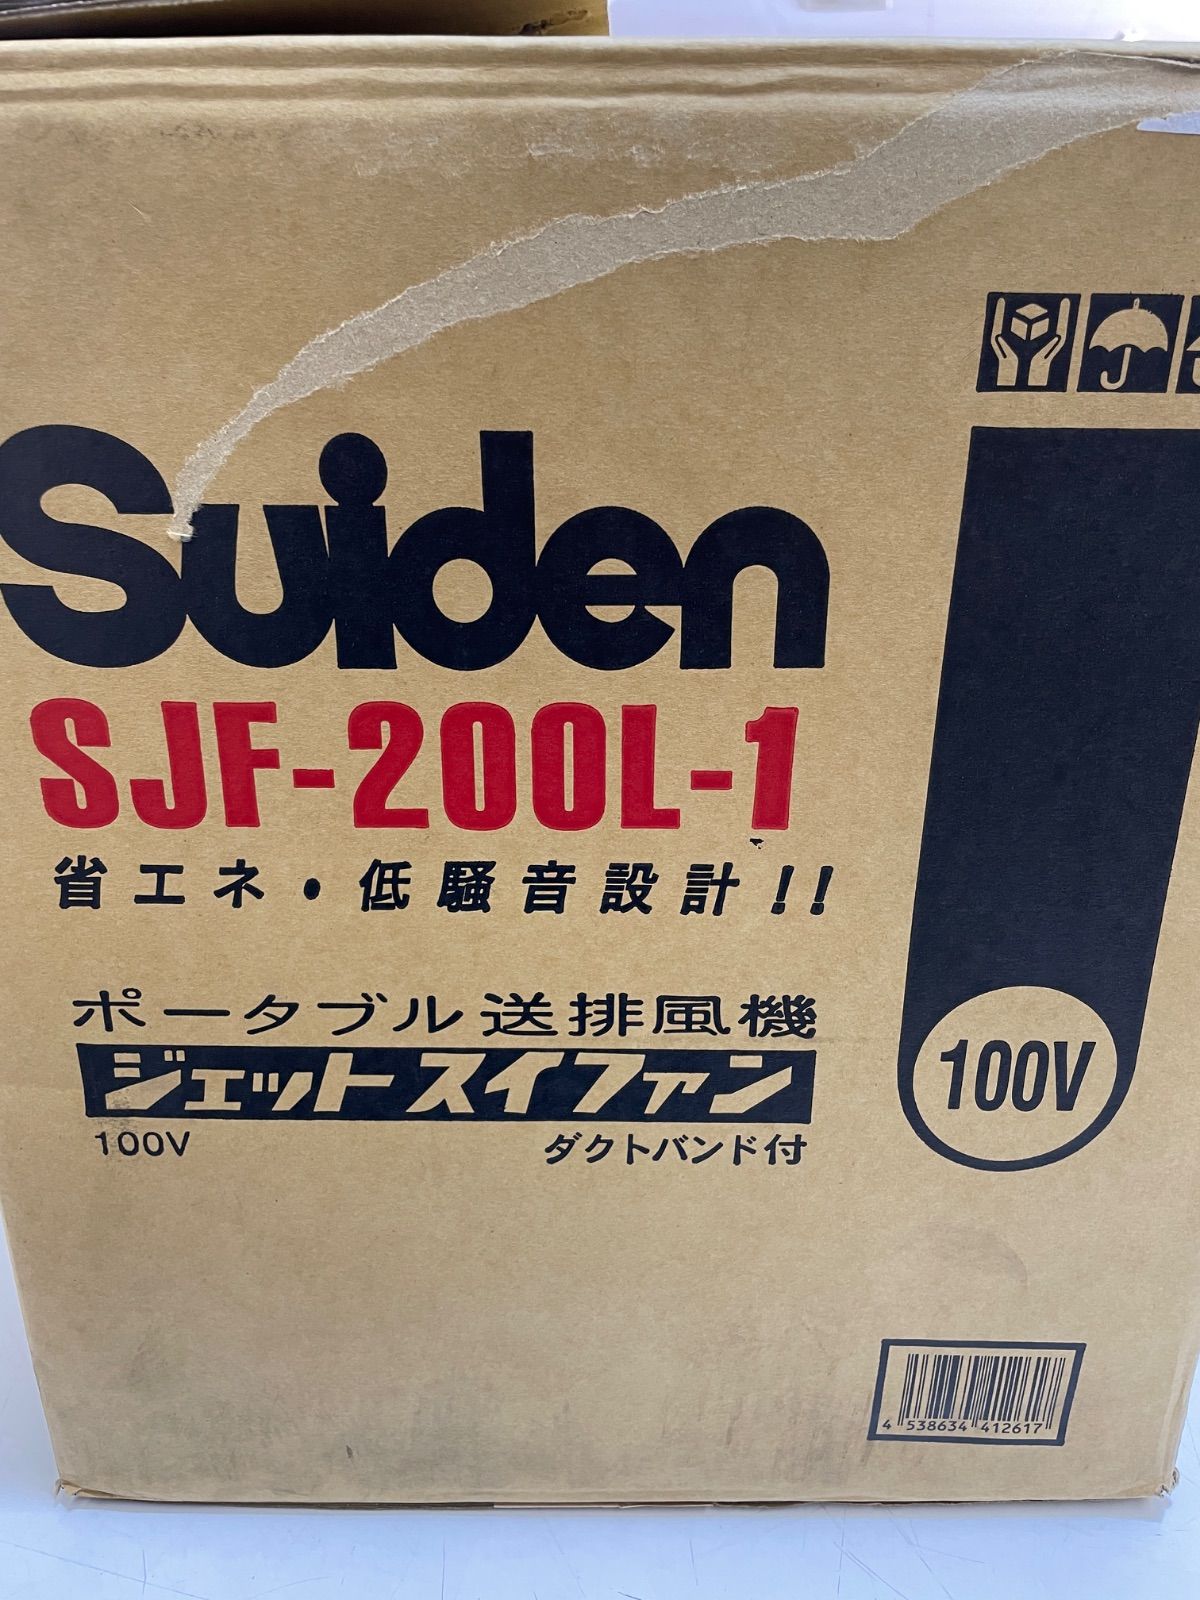 Suiden
SJF-200L-1
省エネ・低騒音設計!!
ポータブル送排風機
ジェットスイファン
100V ダクトバンド付
100V
4 538634 412617